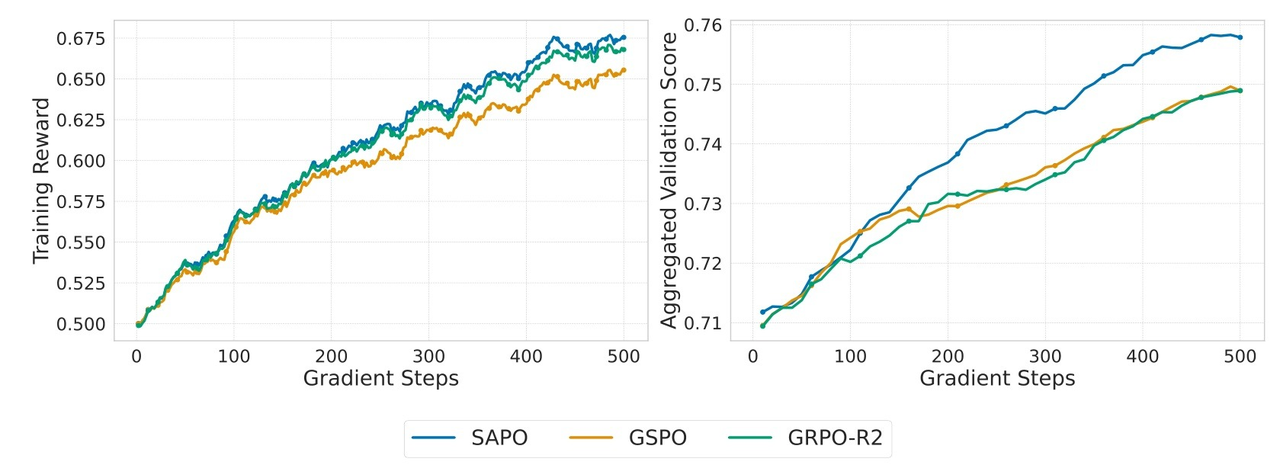 Training Reward
0.675
0.650
0.625
0.600
0.575
0.550
0.525
0.500
0 100 200 300 400 500
Gradient Steps
Aggregated Validation Score
0.76
0.75
0.74
0.73
0.72
0.71
0 100 200 300 400 500
Gradient Steps
SAPO GSPO GRPO-R2